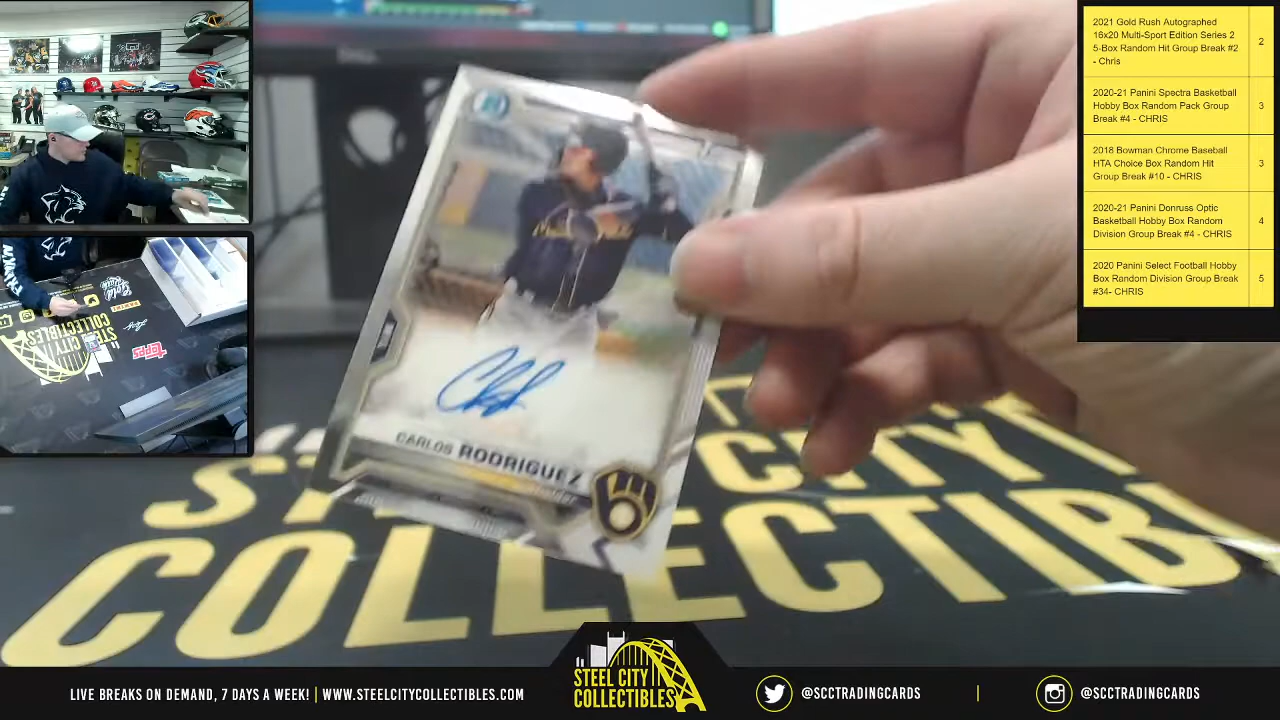 2021 Gold Rush Autographed
16x20 Multi-Sport Edition Series 2
5-Box Random Hit Group Break #2
- Chris
2
2020-21 Panini Spectra Basketball
Hobby Box Random Pack Group
Break #4 - CHRIS
3
2018 Bowman Chrome Baseball
HTA Choice Box Random Hit
Group Break #10 - CHRIS
3
2020-21 Panini Donruss Optic
Basketball Hobby Box Random
Division Group Break #4 - CHRIS
4
2020 Panini Select Football Hobby
Box Random Division Group Break
#34- CHRIS
5
CARLOS RODRIGUEZ
COLLECTIB
STEEL CITY
COLLECTIBLES
topps
PANINI
LIVE BREAKS ON DEMAND, 7 DAYS A WEEK! | WWW.STEELCITYCOLLECTIBLES.COM
STEEL CITY
COLLECTIBLES
@SCCTRADINGCARDS | @SCCTRADINGCARDS